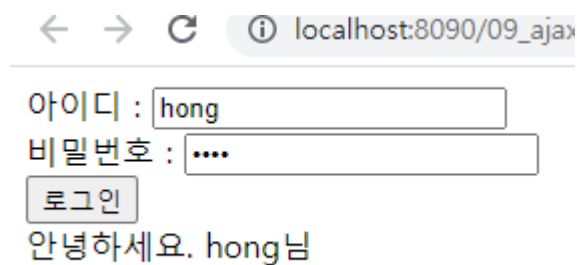 localhost:8090/09_ajax
아이디 : hong
비밀번호 : ····
로그인
안녕하세요. hong님